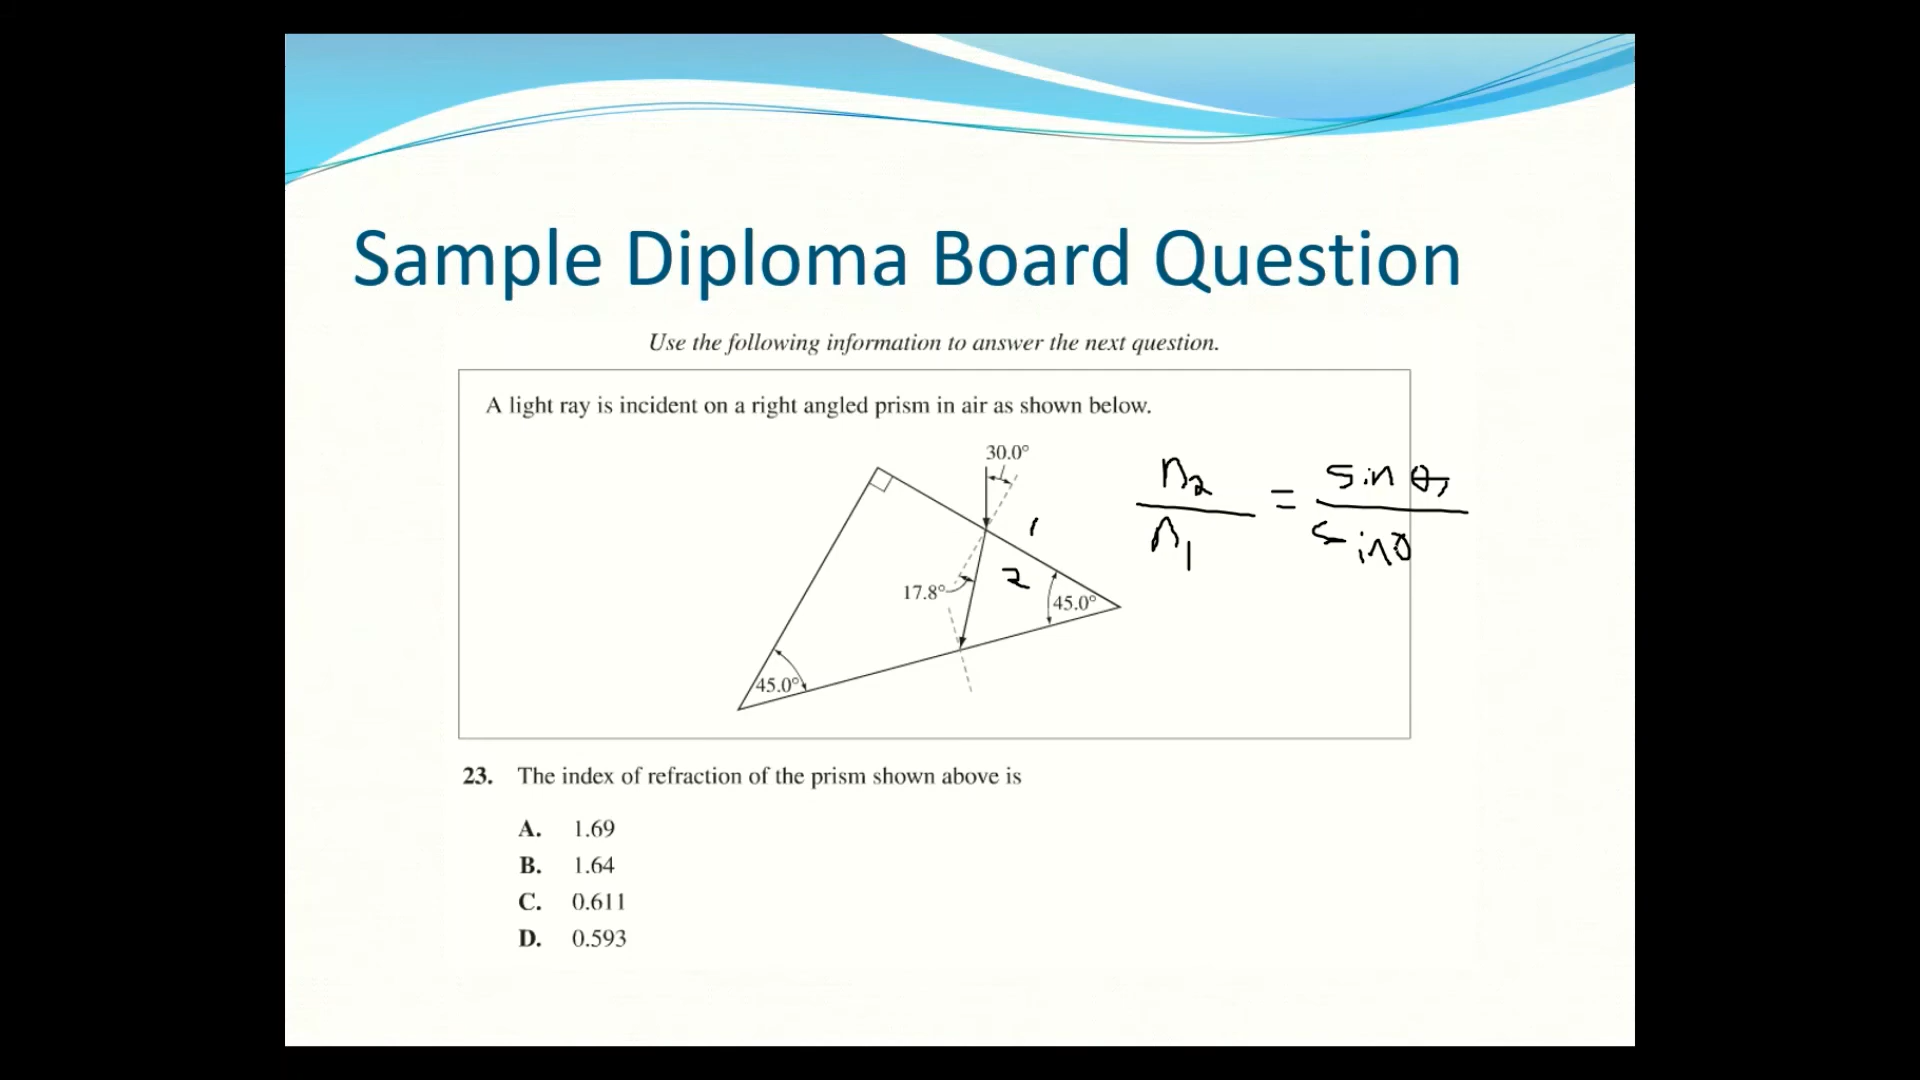 Sample Diploma Board Question
Use the following information to answer the next question.
A light ray is incident on a right angled prism in air as shown below.
30.0°
n2 / n1 = sin θ1 / sin θ
1
2
17.8°
45.0°
45.0°
23. The index of refraction of the prism shown above is
A. 1.69
B. 1.64
C. 0.611
D. 0.593